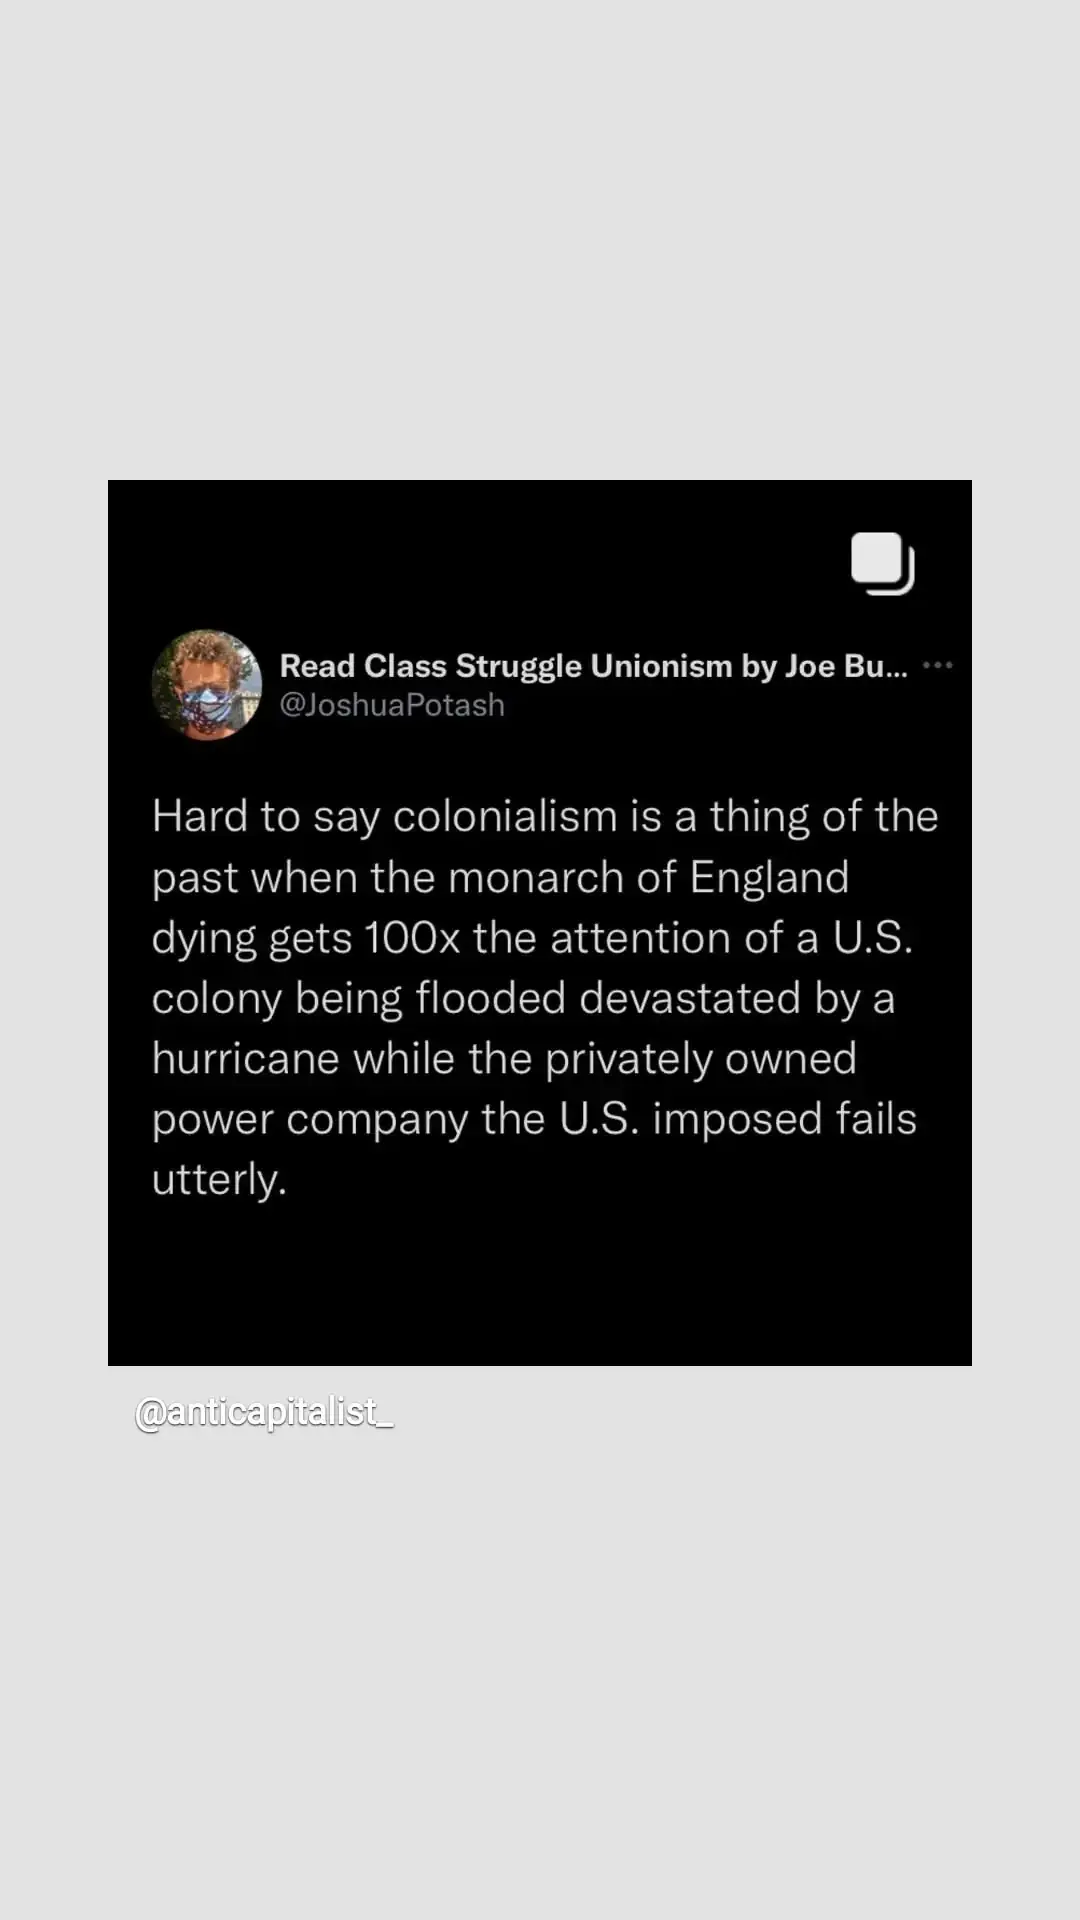 Read Class Struggle Unionism by Joe Bu...
@JoshuaPotash
Hard to say colonialism is a thing of the
past when the monarch of England
dying gets 100x the attention of a U.S.
colony being flooded devastated by a
hurricane while the privately owned
power company the U.S. imposed fails
utterly.
@anticapitalist_